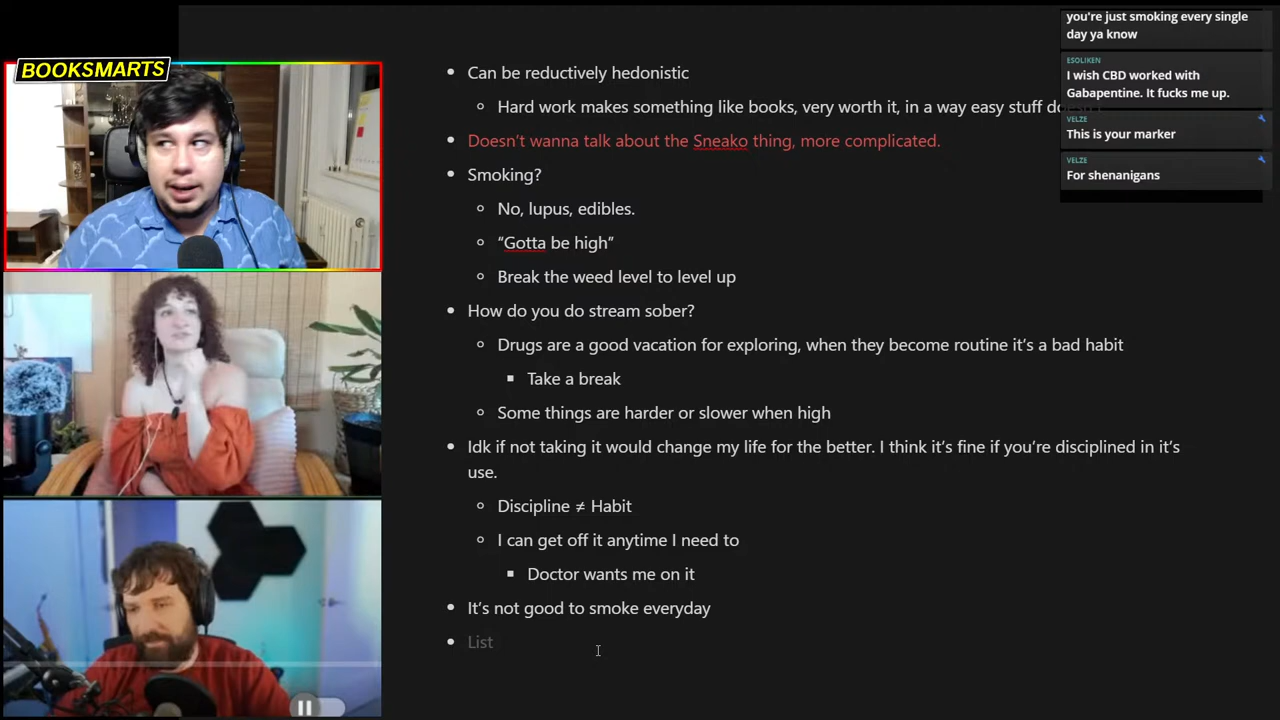 BOOKSMARTS
Can be reductively hedonistic
Hard work makes something like books, very worth it, in a way easy stuff doesn't
Doesn't wanna talk about the Sneako thing, more complicated.
Smoking?
No, lupus, edibles.
“Gotta be high”
Break the weed level to level up
How do you do stream sober?
Drugs are a good vacation for exploring, when they become routine it's a bad habit
Take a break
Some things are harder or slower when high
Idk if not taking it would change my life for the better. I think it's fine if you're disciplined in it's
use.
Discipline ≠ Habit
I can get off it anytime I need to
Doctor wants me on it
It's not good to smoke everyday
List
you're just smoking every single
day ya know
ESOLIKEN
I wish CBD worked with
Gabapentine. It fucks me up.
VELZE
This is your marker
VELZE
For shenanigans